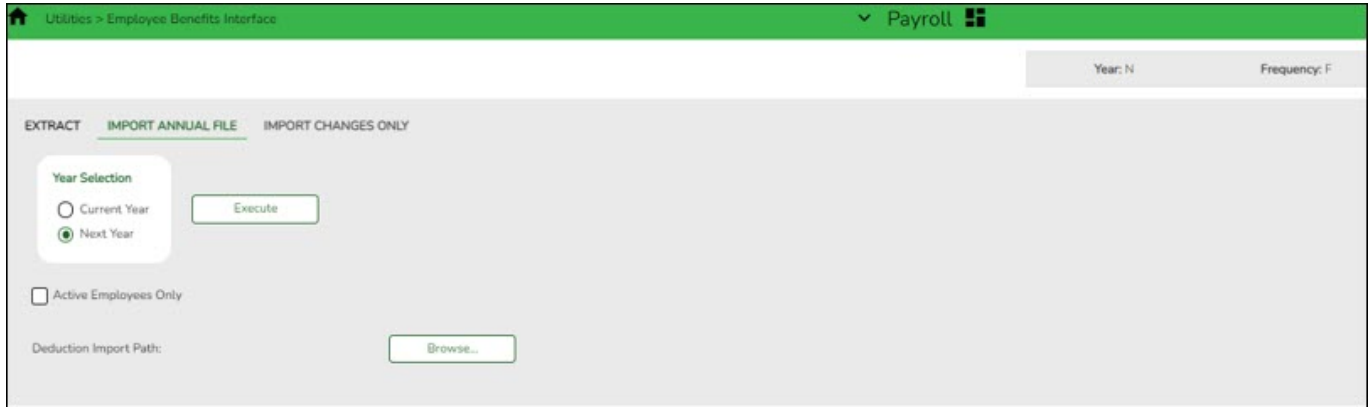 Utilities > Employee Benefits Interface
Payroll
Year: N
Frequency: F
EXTRACT
IMPORT ANNUAL FILE
IMPORT CHANGES ONLY
Year Selection
Current Year
Next Year
Execute
Active Employees Only
Deduction Import Path:
Browse...